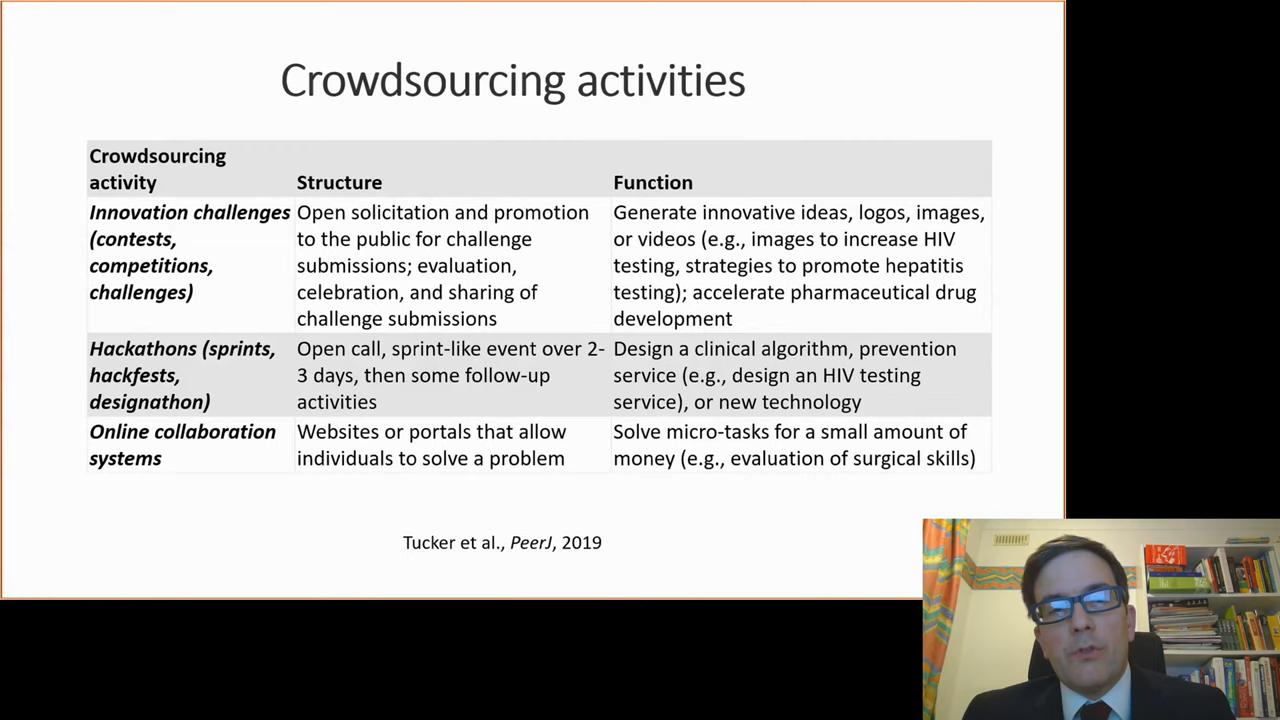 Crowdsourcing activities
Crowdsourcing
activity
Structure
Function
Innovation challenges
(contests,
competitions,
challenges)
Open solicitation and promotion
to the public for challenge
submissions; evaluation,
celebration, and sharing of
challenge submissions
Generate innovative ideas, logos, images,
or videos (e.g., images to increase HIV
testing, strategies to promote hepatitis
testing); accelerate pharmaceutical drug
development
Hackathons (sprints,
hackfests,
designathon)
Open call, sprint-like event over 2-
3 days, then some follow-up
activities
Design a clinical algorithm, prevention
service (e.g., design an HIV testing
service), or new technology
Online collaboration
systems
Websites or portals that allow
individuals to solve a problem
Solve micro-tasks for a small amount of
money (e.g., evaluation of surgical skills)
Tucker et al., PeerJ, 2019